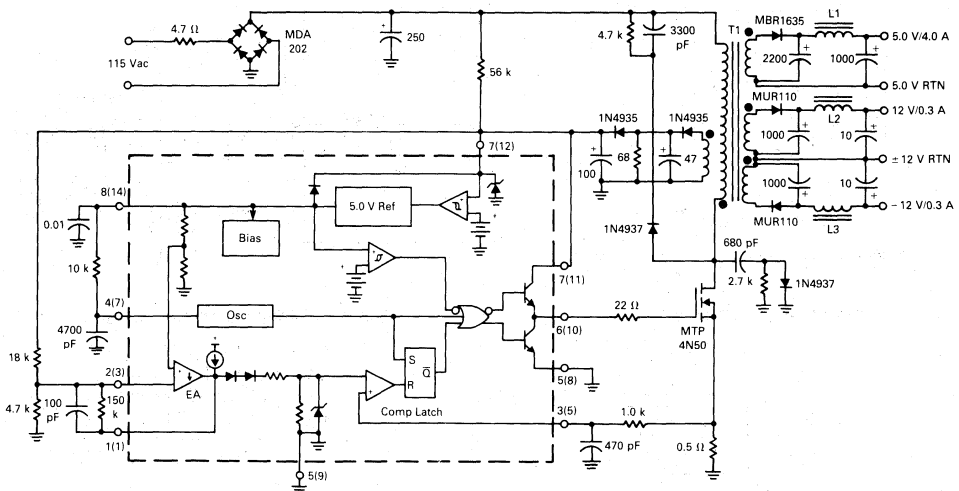 4.7 Ω
MDA
202
115 Vac
+
250
56 k
4.7 k
3300
pF
T1
MBR1635
L1
5.0 V/4.0 A
2200
+
1000
+
5.0 V RTN
MUR110
L2
12 V/0.3 A
1000
+
10
+
± 12 V RTN
1000
+
10
+
MUR110
L3
− 12 V/0.3 A
1N4935
1N4935
+
100
68
+
47
1N4937
680 pF
2.7 k
1N4937
7(12)
8(14)
0.01
5.0 V Ref
Bias
10 k
+
+
7(11)
4(7)
Osc
4700
pF
22 Ω
6(10)
MTP
4N50
18 k
S
Q̅
R
5(8)
2(3)
+
EA
Comp Latch
4.7 k
100
pF
150
k
3(5)
1.0 k
470 pF
0.5 Ω
1(1)
5(9)